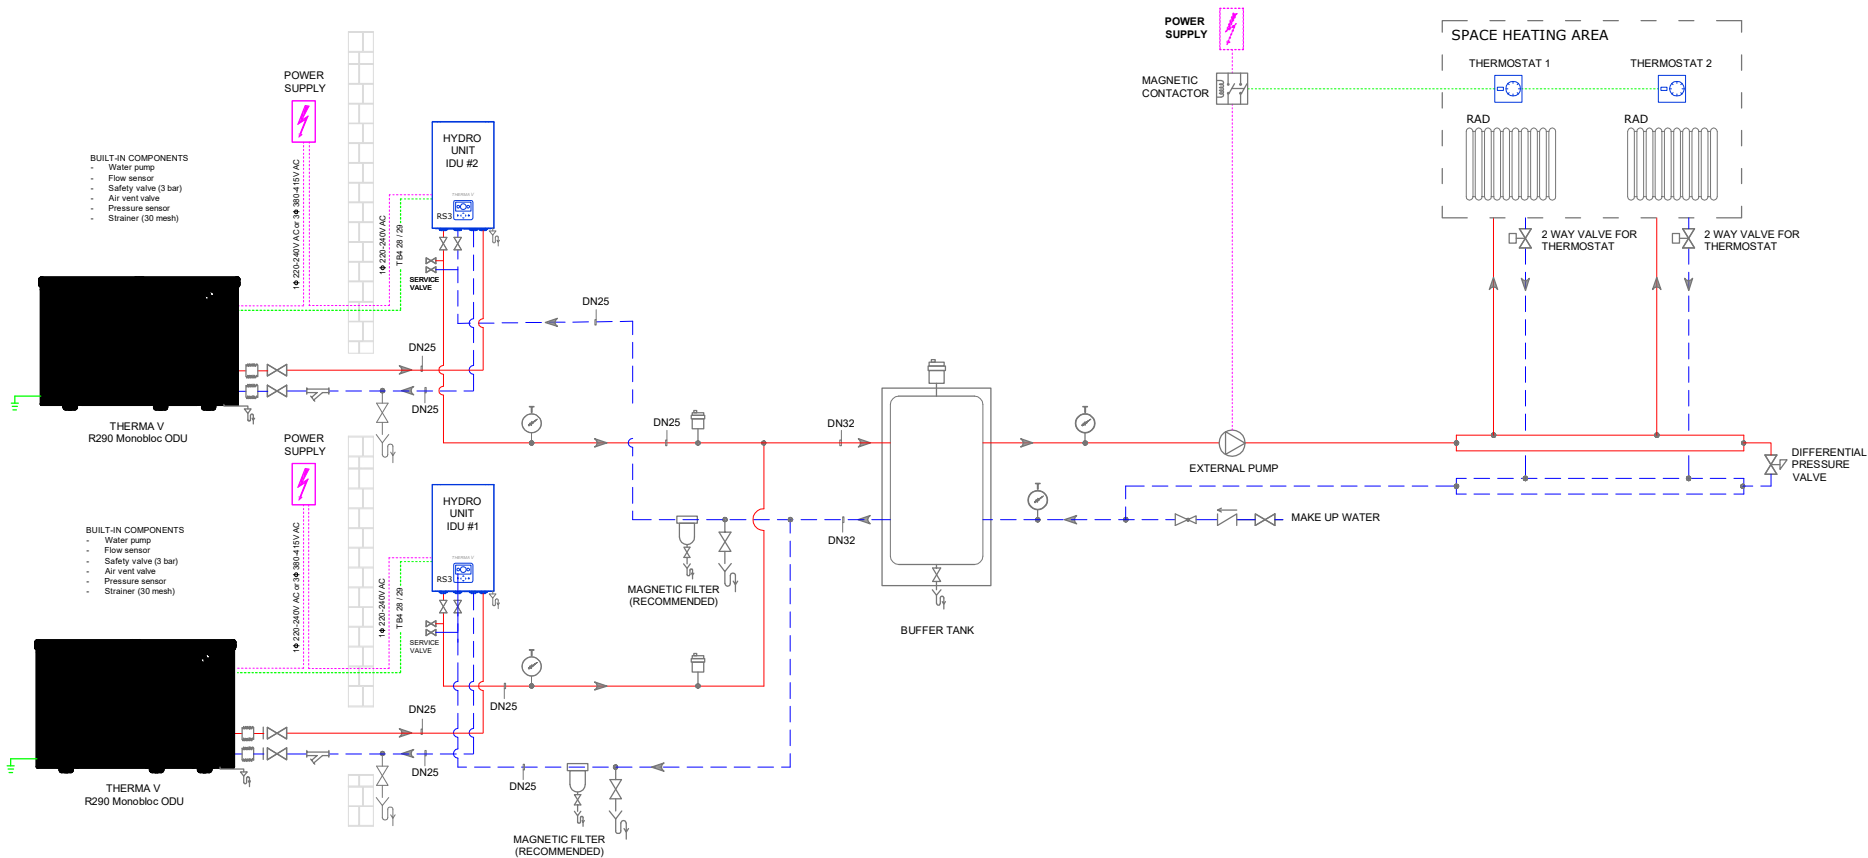 POWER
SUPPLY
SPACE HEATING AREA
THERMOSTAT 1
THERMOSTAT 2
MAGNETIC
CONTACTOR
RAD
RAD
2 WAY VALVE FOR
THERMOSTAT
2 WAY VALVE FOR
THERMOSTAT
POWER
SUPPLY
1Φ 220-240V AC or 3Φ 380-415V AC
BUILT-IN COMPONENTS
- Water pump
- Flow sensor
- Safety valve (3 bar)
- Air vent valve
- Pressure sensor
- Strainer (30 mesh)
HYDRO
UNIT
IDU #2
THERMA V
RS3
1Φ 220-240V AC
TB4 28 / 29
SERVICE
VALVE
DN25
DN25
DN25
THERMA V
R290 Monobloc ODU
DN25
DN32
EXTERNAL PUMP
DIFFERENTIAL
PRESSURE
VALVE
MAKE UP WATER
DN32
MAGNETIC FILTER
(RECOMMENDED)
BUFFER TANK
POWER
SUPPLY
1Φ 220-240V AC or 3Φ 380-415V AC
BUILT-IN COMPONENTS
- Water pump
- Flow sensor
- Safety valve (3 bar)
- Air vent valve
- Pressure sensor
- Strainer (30 mesh)
HYDRO
UNIT
IDU #1
THERMA V
RS3
1Φ 220-240V AC
TB4 28 / 29
SERVICE
VALVE
DN25
DN25
DN25
DN25
THERMA V
R290 Monobloc ODU
MAGNETIC FILTER
(RECOMMENDED)